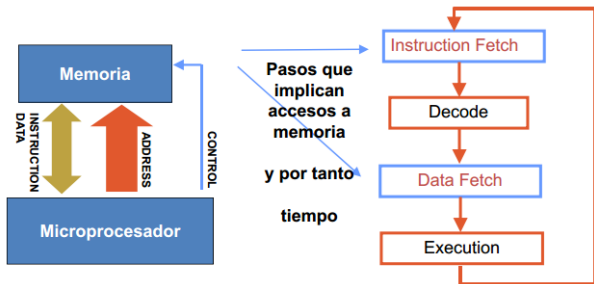 Memoria
INSTRUCTION
DATA
ADDRESS
CONTROL
Microprocesador
Pasos que
implican
accesos a
memoria
y por tanto
tiempo
Instruction Fetch
Decode
Data Fetch
Execution